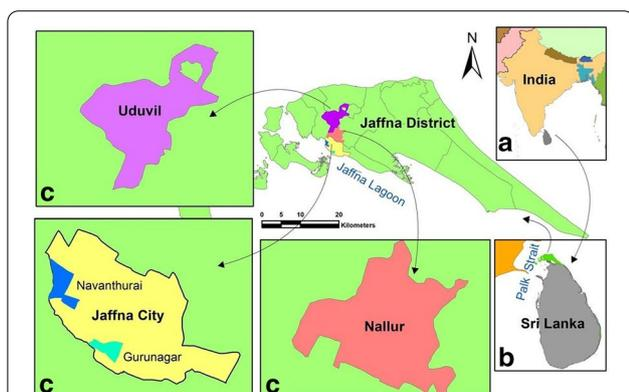 N
India
a
Uduvil
c
Jaffna District
Jaffna Lagoon
0 5 10 20
Kilometers
Palk Strait
Sri Lanka
b
Navanthurai
Jaffna City
Gurunagar
c
Nallur
c